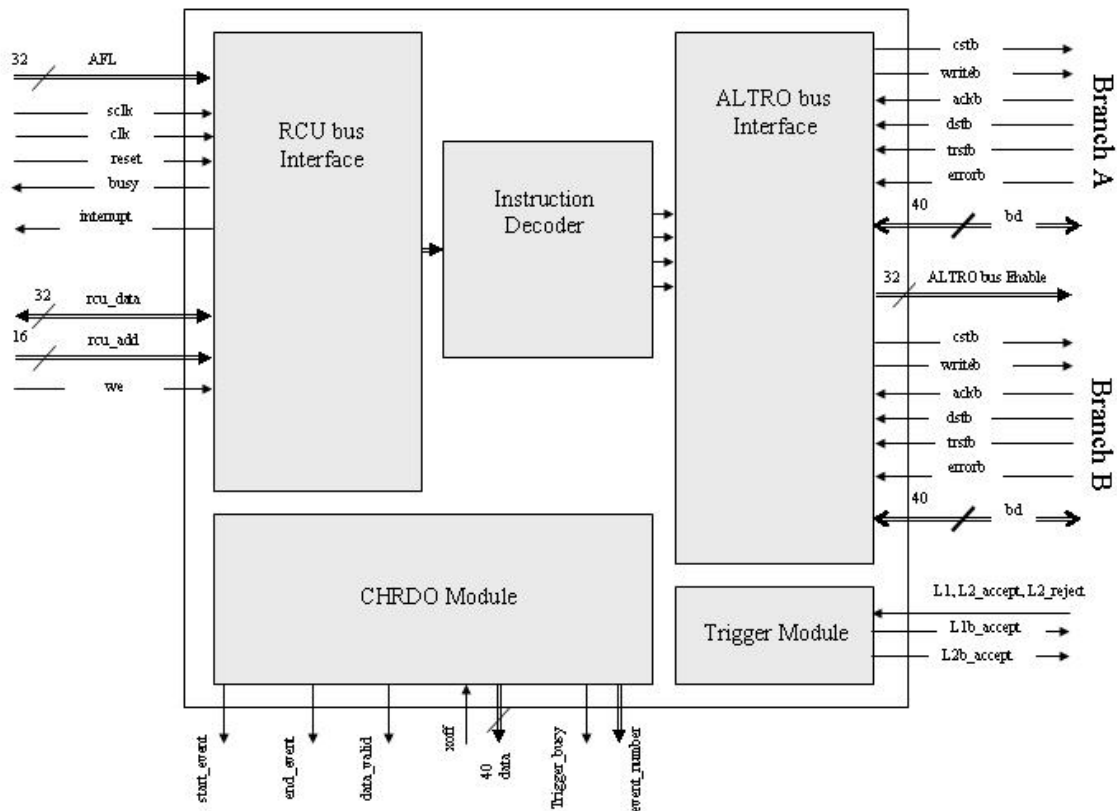 32 AFL
sclk
clk
reset
busy
interrupt
32 rcu_data
16 rcu_add
we
RCU bus
Interface
Instruction
Decoder
ALTRO bus
Interface
cstb
writeb
ackb
dstb
trsfb
errorb
40 bd
Branch A
32 ALTRO bus Enable
cstb
writeb
ackb
dstb
trsfb
errorb
40 bd
Branch B
CHRDO Module
Trigger Module
L1, L2_accept, L2_reject
L1b_accept
L2b_accept
start_event
end_event
data_valid
xoff
40
data
Trigger_busy
event_number